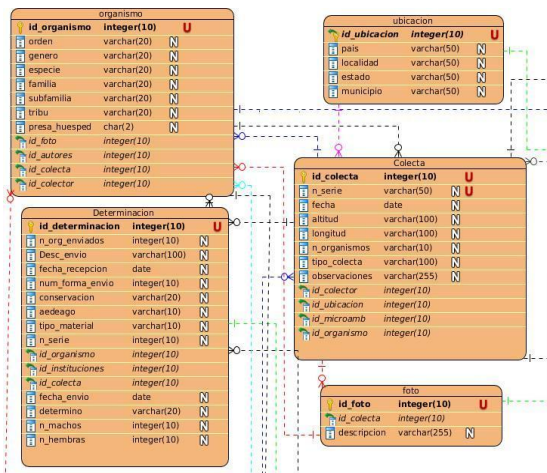 organismo
id_organismo integer(10) U
orden varchar(20) N
genero varchar(20) N
especie varchar(20) N
familia varchar(20) N
subfamilia varchar(20) N
tribu varchar(20) N
presa_huesped char(2) N
id_foto integer(10)
id_autores integer(10)
id_colecta integer(10)
id_colector integer(10)
ubicacion
id_ubicacion integer(10) U
pais varchar(50) N
localidad varchar(50) N
estado varchar(50) N
municipio varchar(50) N
Colecta
id_colecta integer(10) U
n_serie varchar(50) N U
fecha date N
altitud varchar(100) N
longitud varchar(100) N
n_organismos varchar(10) N
tipo_colecta varchar(100) N
observaciones varchar(255) N
id_colector integer(10)
id_ubicacion integer(10)
id_microamb integer(10)
id_organismo integer(10)
Determinacion
id_determinacion integer(10) U
n_org_enviados integer(10) N
Desc_envio varchar(100) N
fecha_recepcion date N
num_forma_envio integer(10) N
conservacion varchar(20) N
aedeago varchar(10) N
tipo_material varchar(10) N
n_serie integer(10) N
id_organismo integer(10)
id_instituciones integer(10)
id_colecta integer(10)
fecha_envio date N
determino varchar(20) N
n_machos integer(10) N
n_hembras integer(10) N
foto
id_foto integer(10) U
id_colecta integer(10)
descripcion varchar(255) N